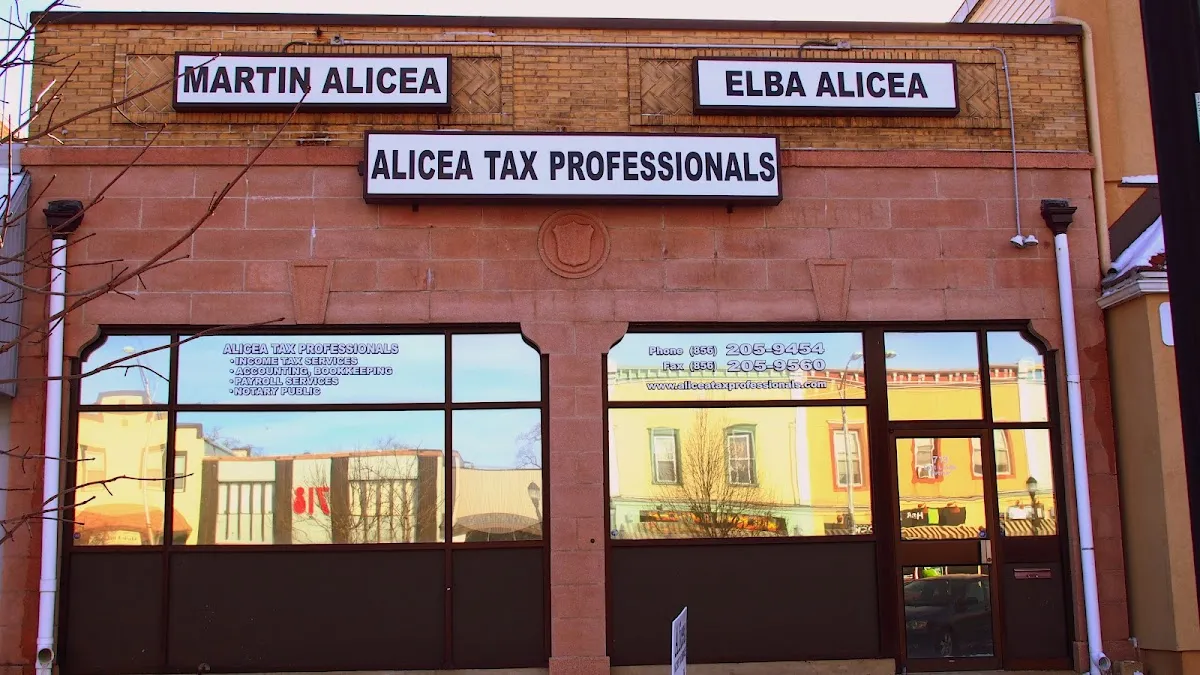 MARTIN ALICEA
ELBA ALICEA
ALICEA TAX PROFESSIONALS
ALICEA TAX PROFESSIONALS
• INCOME TAX SERVICES
• ACCOUNTING, BOOKKEEPING
• PAYROLL SERVICES
• NOTARY PUBLIC
Phone (856) 205-9454
Fax (856) 205-9560
www.aliceataxprofessionals.com
718